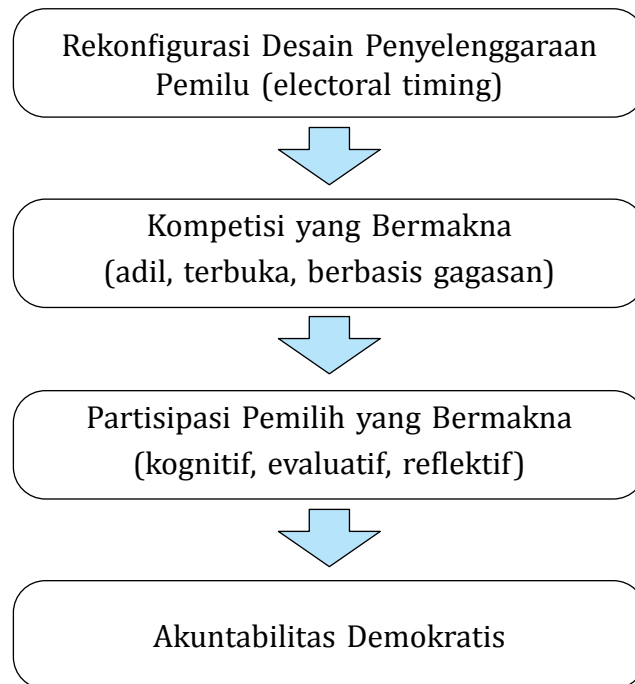 Rekonfigurasi Desain Penyelenggaraan
Pemilu (electoral timing)
Kompetisi yang Bermakna
(adil, terbuka, berbasis gagasan)
Partisipasi Pemilih yang Bermakna
(kognitif, evaluatif, reflektif)
Akuntabilitas Demokratis